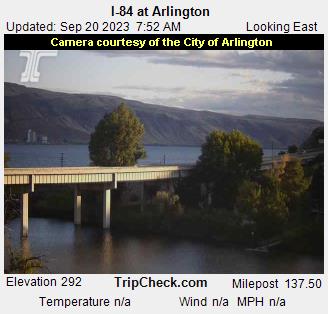 I-84 at Arlington
Updated: Sep 20 2023 7:52 AM Looking East
Camera courtesy of the City of Arlington
Elevation 292 TripCheck.com Milepost 137.50
Temperature n/a Wind n/a MPH n/a